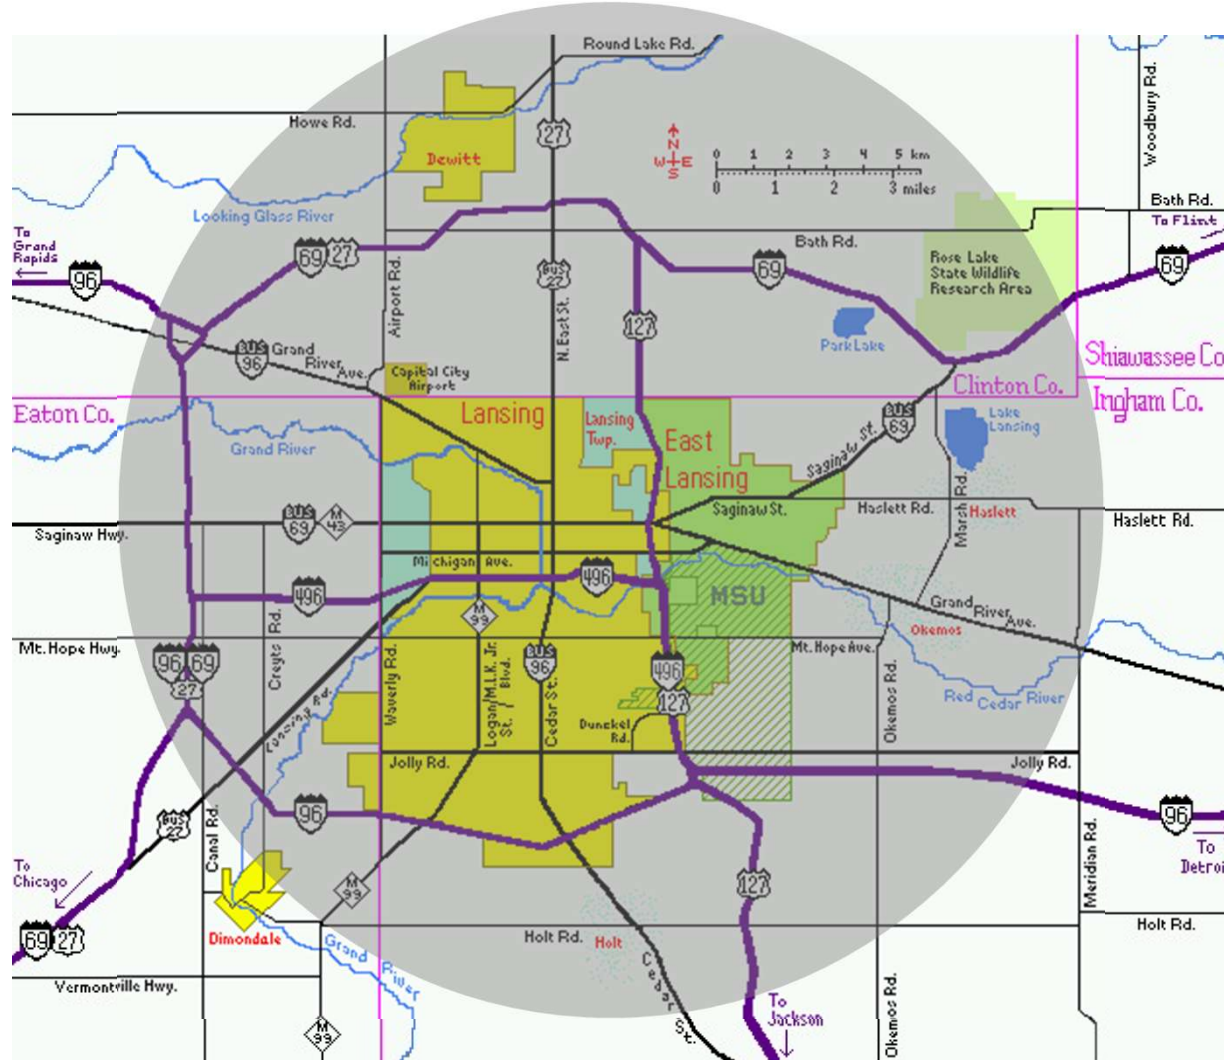 Round Lake Rd.
Woodbury Rd.
Howe Rd.
27
N
W E
S
0 1 2 3 4 5 km
0 1 2 3 miles
Dewitt
Looking Glass River
Bath Rd.
To Flint
To
Grand
Rapids
96
69
27
Airport Rd.
BUS
27
N. East St.
Bath Rd.
69
Rose Lake
State Wildlife
Research Area
69
127
Park Lake
BUS
96
Grand
River
Ave.
Capital City
Airport
Shiawassee Co
Clinton Co.
Ingham Co.
Eaton Co.
Lansing
Lansing
Twp.
East
Lansing
BUS
69
Lake
Lansing
Grand River
Saginaw St.
Saginaw St.
Haslett Rd.
Marsh Rd.
Haslett
Haslett Rd.
Saginaw Hwy.
BUS
69
M
43
Michigan Ave.
496
496
MSU
Grand
River
Ave.
Okemos
M
99
Mt. Hope Hwy.
Creyts Rd.
Mt. Hope Ave.
96
69
27
BUS
96
496
127
Waverly Rd.
Logan/M.L.K. Jr.
St. / Blvd.
Cedar St.
Dunckel
Rd.
Okemos Rd.
Red Cedar River
Lansing Rd.
Jolly Rd.
Jolly Rd.
96
96
BUS
27
Canal Rd.
To
Detroi
To
Chicago
M
99
127
Meridian Rd.
69
27
Dimondale
Grand River
Holt Rd.
Holt
Holt Rd.
Cedar St.
Vermontville Hwy.
M
99
To
Jackson
Okemos Rd.